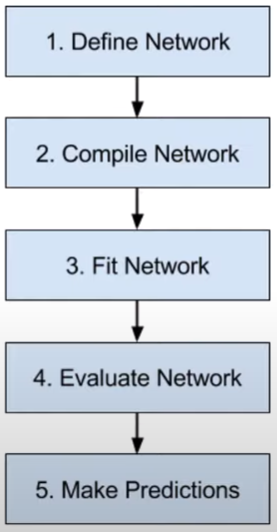 1. Define Network
2. Compile Network
3. Fit Network
4. Evaluate Network
5. Make Predictions